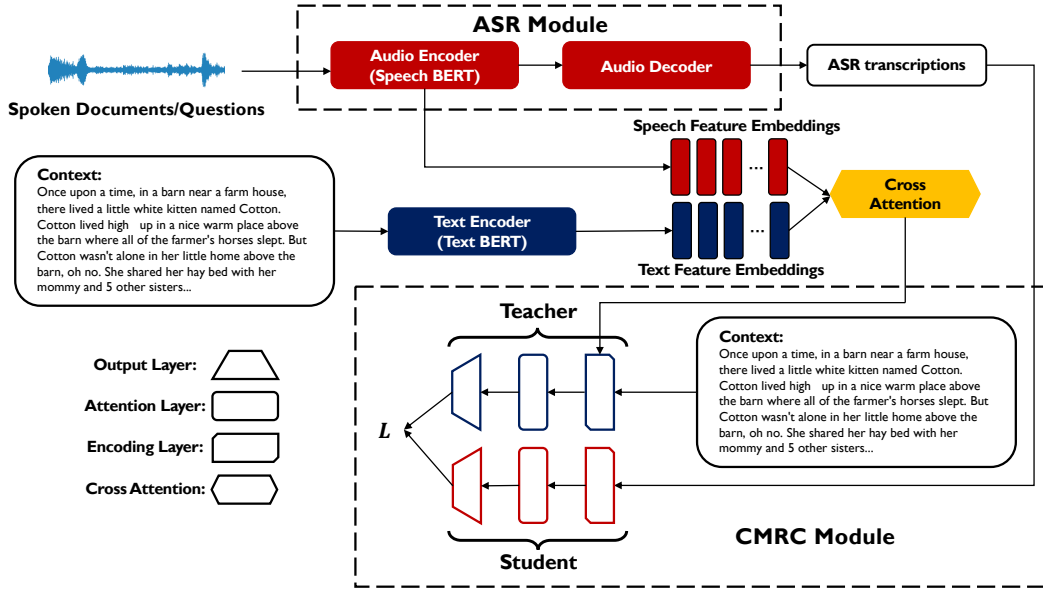 ASR Module
Audio Encoder
(Speech BERT)
Audio Decoder
ASR transcriptions
Spoken Documents/Questions
Speech Feature Embeddings
...
Context:
Once upon a time, in a barn near a farm house,
there lived a little white kitten named Cotton.
Cotton lived high up in a nice warm place above
the barn where all of the farmer's horses slept. But
Cotton wasn't alone in her little home above the
barn, oh no. She shared her hay bed with her
mommy and 5 other sisters...
Text Encoder
(Text BERT)
Cross
Attention
...
Text Feature Embeddings
Teacher
Context:
Once upon a time, in a barn near a farm house,
there lived a little white kitten named Cotton.
Cotton lived high up in a nice warm place above
the barn where all of the farmer's horses slept. But
Cotton wasn't alone in her little home above the
barn, oh no. She shared her hay bed with her
mommy and 5 other sisters...
Output Layer:
Attention Layer:
Encoding Layer:
Cross Attention:
L
Student
CMRC Module